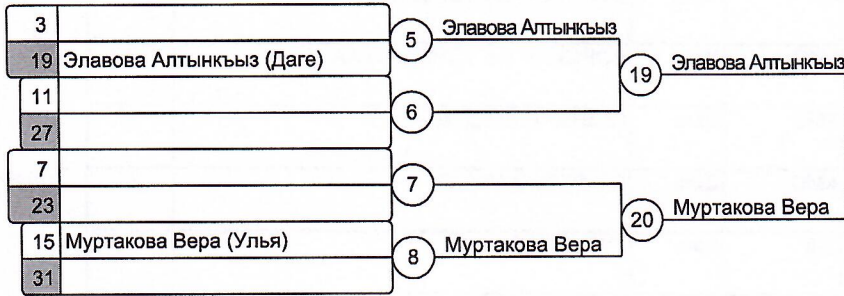 3
5 Элавова Алтынкъыз
19 Элавова Алтынкъыз (Даге)
19 Элавова Алтынкъыз
11
6
27
7
7
23
20 Муртакова Вера
15 Муртакова Вера (Улья)
8 Муртакова Вера
31